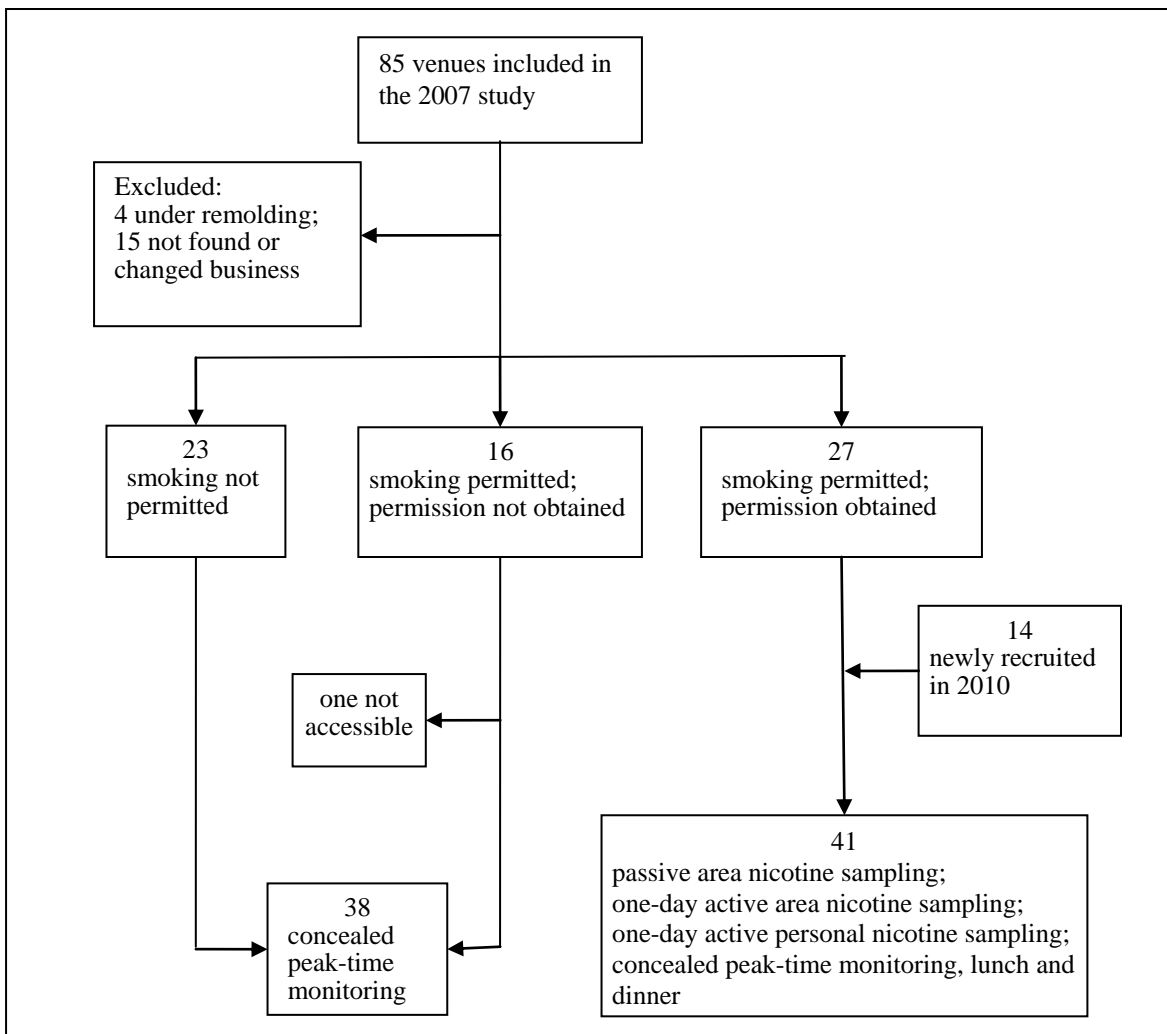 85 venues included in
the 2007 study
Excluded:
4 under remolding;
15 not found or
changed business
23
smoking not
permitted
16
smoking permitted;
permission not obtained
27
smoking permitted;
permission obtained
14
newly recruited
in 2010
one not
accessible
38
concealed
peak-time
monitoring
41
passive area nicotine sampling;
one-day active area nicotine sampling;
one-day active personal nicotine sampling;
concealed peak-time monitoring, lunch and
dinner